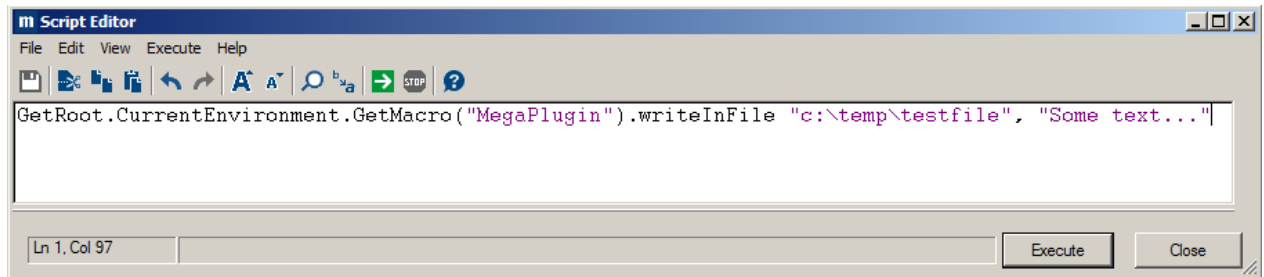 m Script Editor
File Edit View Execute Help
A A b a STOP ?
GetRoot.CurrentEnvironment.GetMacro("MegaPlugin").writeInFile "c:\temp\testfile", "Some text..."
Ln 1, Col 97 Execute Close